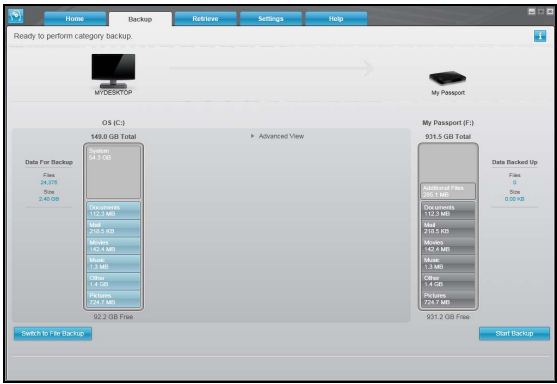 Home
Backup
Retrieve
Settings
Help
Ready to perform category backup.
i
MYDESKTOP
My Passport
OS (C:)
149.0 GB Total
Advanced View
My Passport (F:)
931.5 GB Total
Data For Backup
Files
24,375
Size
2.40 GB
System
54.3 GB
Documents
112.3 MB
Mail
218.5 KB
Movies
142.4 MB
Music
1.3 MB
Other
1.4 GB
Pictures
724.7 MB
92.2 GB Free
Additional Files
285.1 MB
Documents
112.3 MB
Mail
218.5 KB
Movies
142.4 MB
Music
1.3 MB
Other
1.4 GB
Pictures
724.7 MB
931.2 GB Free
Data Backed Up
Files
0
Size
0.00 KB
Switch to File Backup
Start Backup